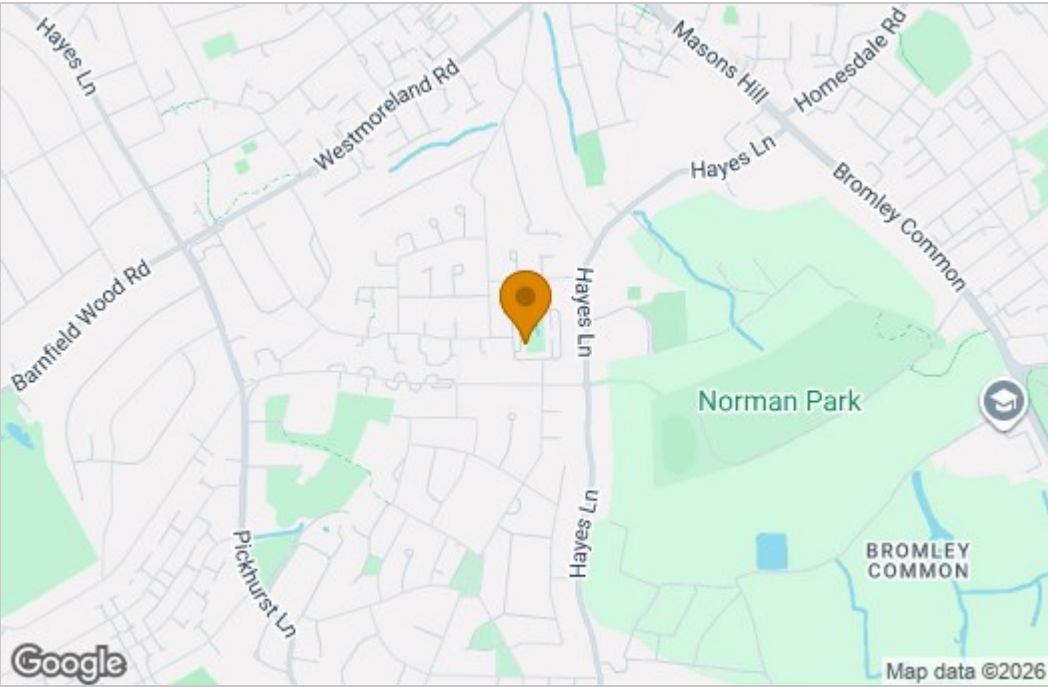 Hayes Ln
Masons Hill
Homesdale Rd
Westmoreland Rd
Hayes Ln
Bromley Common
Barnfield Wood Rd
Hayes Ln
Norman Park
Hayes Ln
Pickhurst Ln
BROMLEY
COMMON
Google
Map data ©2026